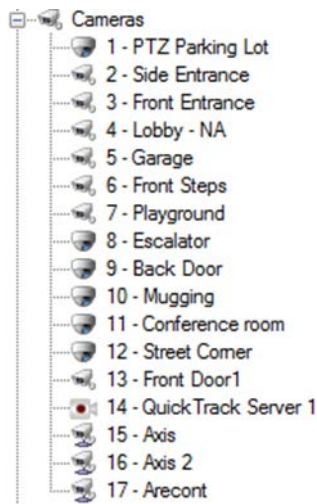 Cameras
1 - PTZ Parking Lot
2 - Side Entrance
3 - Front Entrance
4 - Lobby - NA
5 - Garage
6 - Front Steps
7 - Playground
8 - Escalator
9 - Back Door
10 - Mugging
11 - Conference room
12 - Street Corner
13 - Front Door1
14 - QuickTrack Server 1
15 - Axis
16 - Axis 2
17 - Arecont